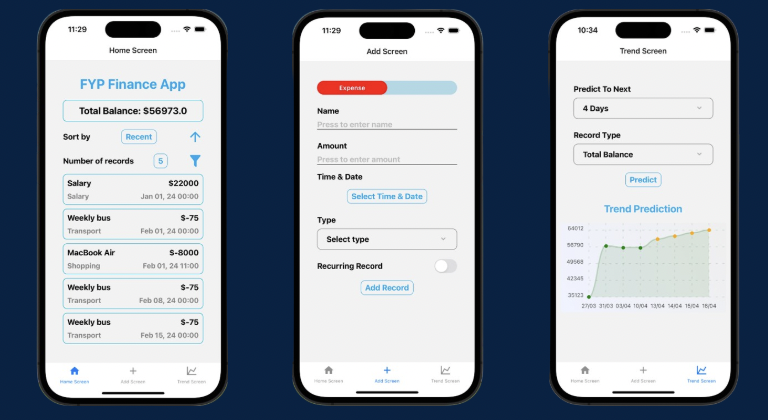 11:29
Home Screen
FYP Finance App
Total Balance: $56973.0
Sort by Recent
Number of records 5
Salary $22000
Salary Jan 01, 24 00:00
Weekly bus $-75
Transport Feb 01, 24 00:00
MacBook Air $-8000
Shopping Feb 01, 24 11:00
Weekly bus $-75
Transport Feb 08, 24 00:00
Weekly bus $-75
Transport Feb 15, 24 00:00
Home Screen Add Screen Trend Screen
11:29
Add Screen
Expense
Name
Press to enter name
Amount
Press to enter amount
Time & Date
Select Time & Date
Type
Select type
Recurring Record
Add Record
Home Screen Add Screen Trend Screen
10:34
Trend Screen
Predict To Next
4 Days
Record Type
Total Balance
Predict
Trend Prediction
64012
56790
49568
42345
35123
27/03 31/03 03/04 10/04 13/04 14/04 15/04 16/04
Home Screen Add Screen Trend Screen